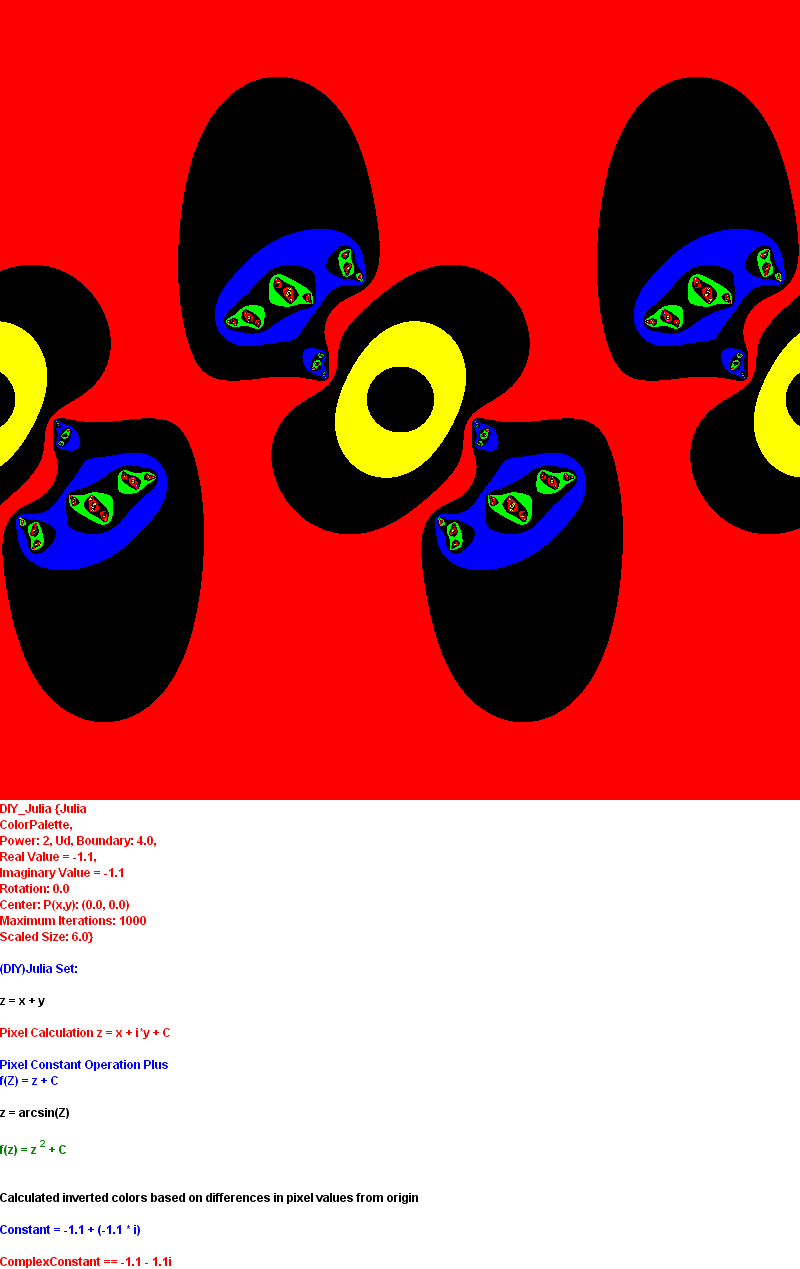 DIY_Julia {Julia
ColorPalette,
Power: 2, Ud, Boundary: 4.0,
Real Value = -1.1,
Imaginary Value = -1.1
Rotation: 0.0
Center: P(x,y): (0.0, 0.0)
Maximum Iterations: 1000
Scaled Size: 6.0}
(DIY)Julia Set:
z = x + y
Pixel Calculation z = x + i*y + C
Pixel Constant Operation Plus
f(Z) = z + C
z = arcsin(Z)
f(z) = z ² + C
Calculated inverted colors based on differences in pixel values from origin
Constant = -1.1 + (-1.1 * i)
ComplexConstant == -1.1 - 1.1i